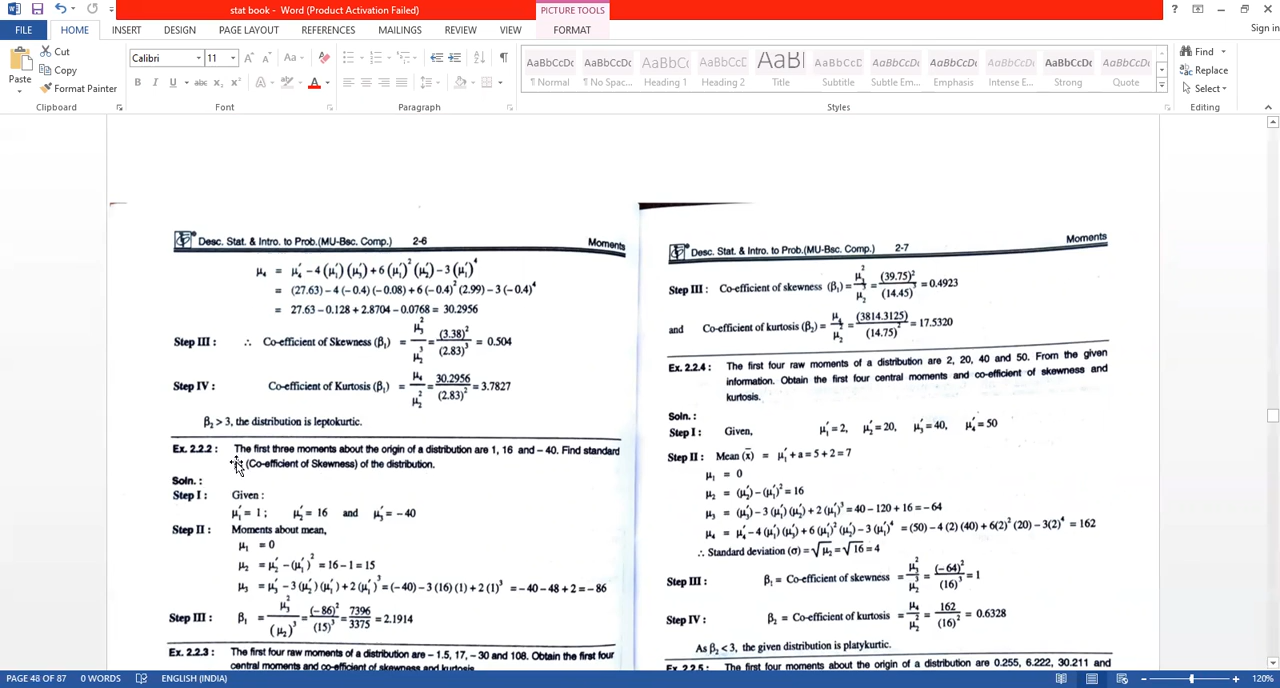 stat book - Word (Product Activation Failed)
PICTURE TOOLS
FILE HOME INSERT DESIGN PAGE LAYOUT REFERENCES MAILINGS REVIEW VIEW FORMAT Sign in
Paste
Cut
Copy
Format Painter
Clipboard
Calibri 11
Font
Paragraph
AaBbCcDc AaBbCcDc AaBbCc AaBbCcC AaBl AaBbCcD AaBbCcDc AaBbCcDc AaBbCcDc AaBbCcDc AaBbCcDc
¶ Normal ¶ No Spac... Heading 1 Heading 2 Title Subtitle Subtle Em... Emphasis Intense E... Strong Quote
Styles
Find
Replace
Select
Editing
Desc. Stat. & Intro. to Prob.(MU-Bsc. Comp.) 2-6 Moments
μ₄ = μ₄′ − 4 (μ₁′) (μ₃′) + 6 (μ₁′)² (μ₂′) − 3 (μ₁′)⁴
= (27.63) − 4 (− 0.4) (− 0.08) + 6 (− 0.4)² (2.99) − 3 (− 0.4)⁴
= 27.63 − 0.128 + 2.8704 − 0.0768 = 30.2956
Step III : ∴ Co-efficient of Skewness (β₁) = μ₃²/μ₂³ = (3.38)²/(2.83)³ = 0.504
Step IV : Co-efficient of Kurtosis (β₁) = μ₄/μ₂² = 30.2956/(2.83)² = 3.7827
β₂ > 3, the distribution is leptokurtic.
Ex. 2.2.2 : The first three moments about the origin of a distribution are 1, 16 and − 40. Find standard
(Co-efficient of Skewness) of the distribution.
Soln. :
Step I : Given :
μ₁′ = 1 ; μ₂′ = 16 and μ₃′ = − 40
Step II : Moments about mean,
μ₁ = 0
μ₂ = μ₂′ − (μ₁′)² = 16 − 1 = 15
μ₃ = μ₃′ − 3 (μ₂′) (μ₁′) + 2 (μ₁′)³ = (− 40) − 3 (16) (1) + 2 (1)³ = − 40 − 48 + 2 = − 86
Step III : β₁ = μ₃²/(μ₂)³ = (− 86)²/(15)³ = 7396/3375 = 2.1914
Ex. 2.2.3 : The first four raw moments of a distribution are − 1.5, 17, − 30 and 108. Obtain the first four
central moments and co-efficient of skewness and kurtosis.
Desc. Stat. & Intro. to Prob.(MU-Bsc. Comp.) 2-7 Moments
Step III : Co-efficient of skewness (β₁) = μ₃²/μ₂³ = (39.75)²/(14.45)³ = 0.4923
and Co-efficient of kurtosis (β₂) = μ₄/μ₂² = (3814.3125)/(14.75)² = 17.5320
Ex. 2.2.4 : The first four raw moments of a distribution are 2, 20, 40 and 50. From the given
information. Obtain the first four central moments and co-efficient of skewness and
kurtosis.
Soln. :
Step I : Given, μ₁′ = 2, μ₂′ = 20, μ₃′ = 40, μ₄′ = 50
Step II : Mean (x̄) = μ₁′ + a = 5 + 2 = 7
μ₁ = 0
μ₂ = (μ₂′) − (μ₁′)² = 16
μ₃ = (μ₃′) − 3 (μ₁′) (μ₂′) + 2 (μ₁′)³ = 40 − 120 + 16 = − 64
μ₄ = μ₄′ − 4 (μ₁′) (μ₃′) + 6 (μ₁′)² (μ₂′) − 3 (μ₁′)⁴ = (50) − 4 (2) (40) + 6(2)² (20) − 3(2)⁴ = 162
∴ Standard deviation (σ) = √μ₂ = √16 = 4
Step III : β₁ = Co-efficient of skewness = μ₃²/μ₂³ = (− 64)²/(16)³ = 1
Step IV : β₂ = Co-efficient of kurtosis = μ₄/μ₂² = 162/(16)² = 0.6328
As β₂ < 3, the given distribution is platykurtic.
Ex. 2.2.5 : The first four moments about the origin of a distribution are 0.255, 6.222, 30.211 and
PAGE 48 OF 87 0 WORDS ENGLISH (INDIA) 120%